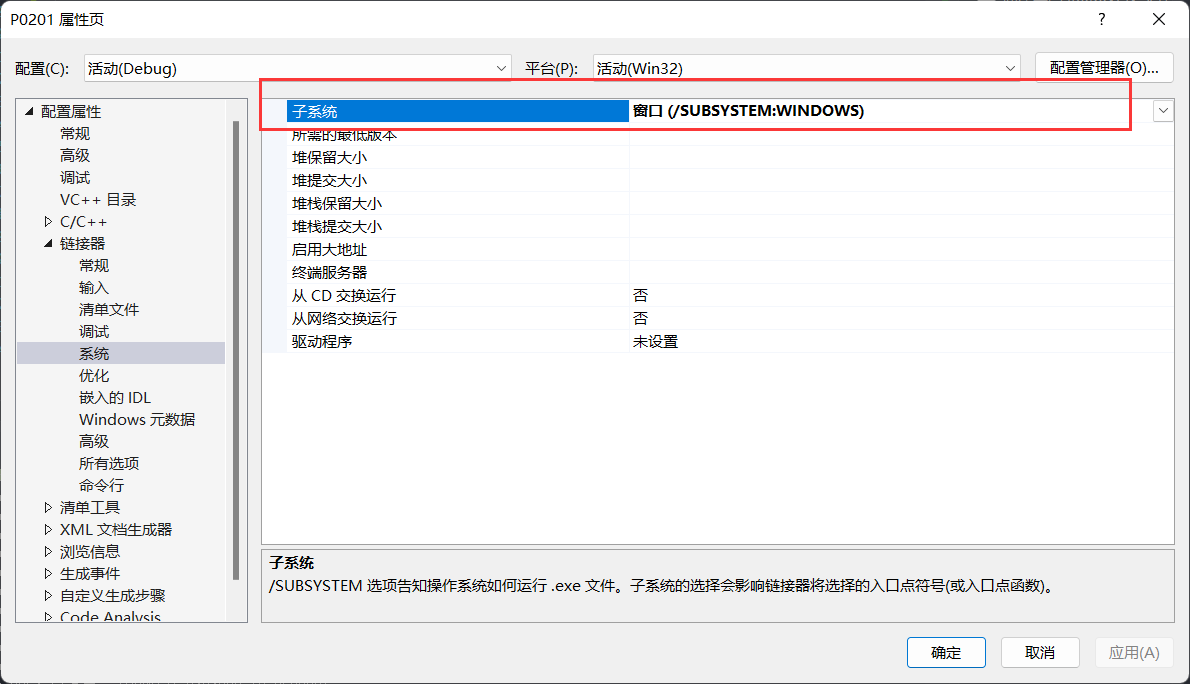 P0201 属性页
?
配置(C): 活动(Debug) 平台(P): 活动(Win32) 配置管理器(O)...
配置属性
常规
高级
调试
VC++ 目录
C/C++
链接器
常规
输入
清单文件
调试
系统
优化
嵌入的 IDL
Windows 元数据
高级
所有选项
命令行
清单工具
XML 文档生成器
浏览信息
生成事件
自定义生成步骤
Code Analysis
子系统 窗口 (/SUBSYSTEM:WINDOWS)
所需的最低版本
堆保留大小
堆提交大小
堆栈保留大小
堆栈提交大小
启用大地址
终端服务器
从 CD 交换运行 否
从网络交换运行 否
驱动程序 未设置
子系统
/SUBSYSTEM 选项告知操作系统如何运行 .exe 文件。子系统的选择会影响链接器将选择的入口点符号(或入口点函数)。
确定 取消 应用(A)